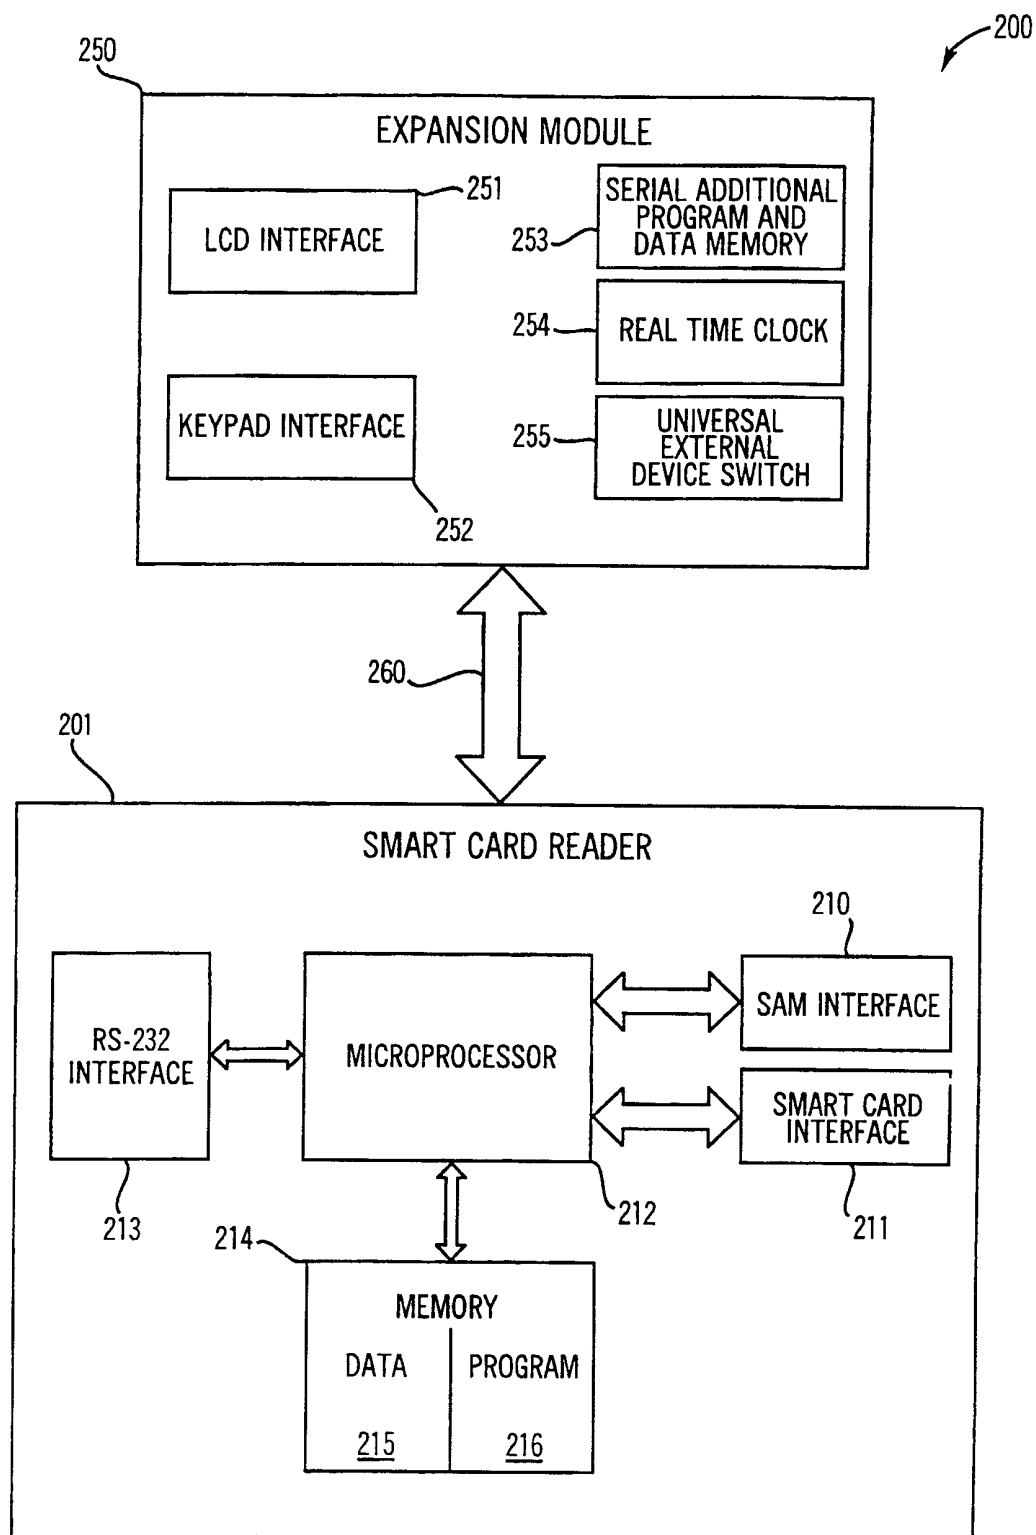 200
250
EXPANSION MODULE
251
LCD INTERFACE
SERIAL ADDITIONAL
PROGRAM AND
DATA MEMORY
253
254
REAL TIME CLOCK
KEYPAD INTERFACE
252
255
UNIVERSAL
EXTERNAL
DEVICE SWITCH
260
201
SMART CARD READER
210
SAM INTERFACE
RS-232
INTERFACE
213
MICROPROCESSOR
212
SMART CARD
INTERFACE
211
214
MEMORY
DATA
PROGRAM
215
216